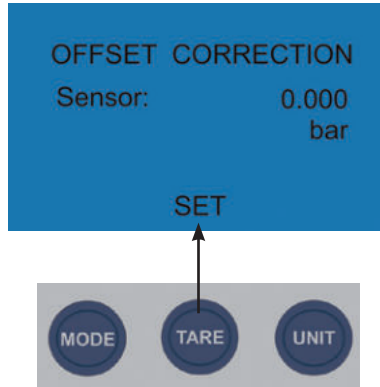 OFFSET CORRECTION
Sensor: 0.000
bar
SET
MODE TARE UNIT